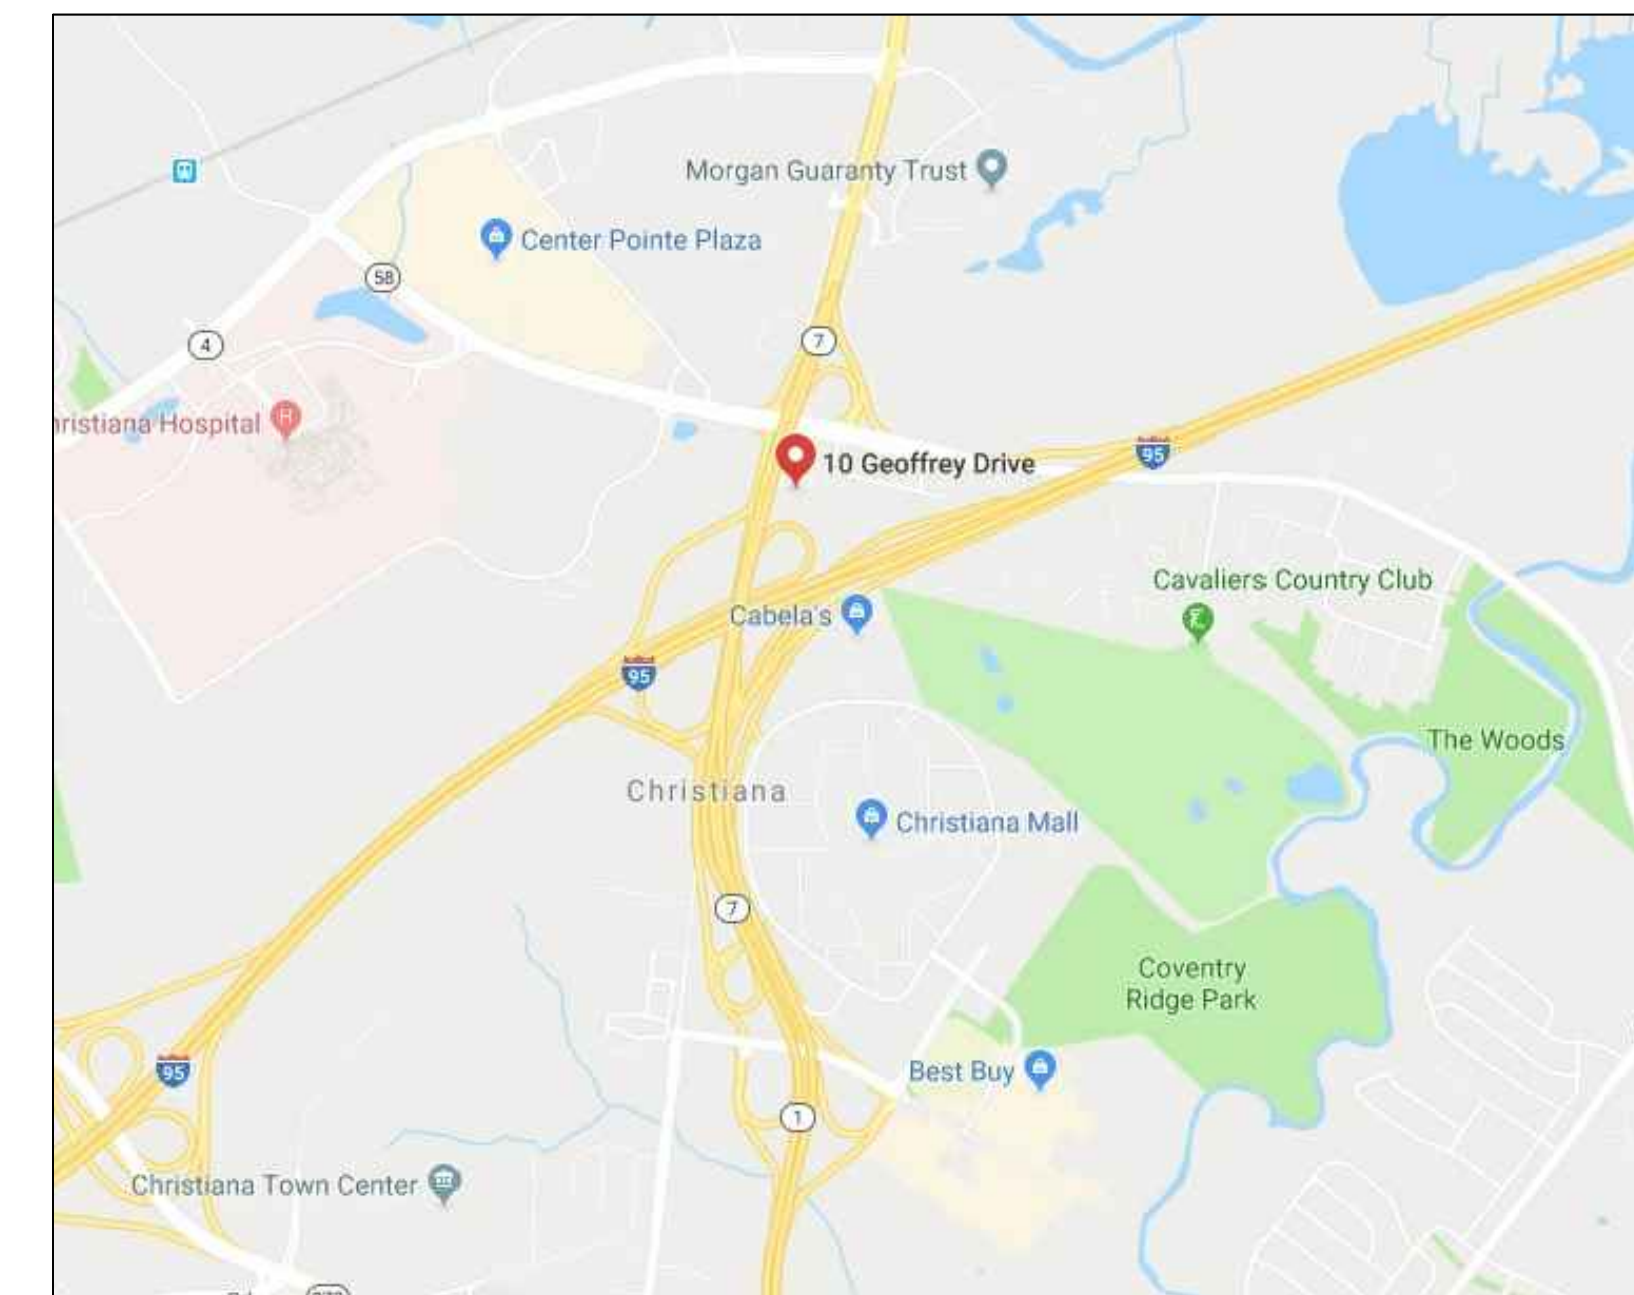 Morgan Guaranty Trust
Center Pointe Plaza
58
7
4
hristiana Hospital
H
10 Geoffrey Drive
95
Cavaliers Country Club
Cabela's
95
The Woods
Christiana
Christiana Mall
7
Coventry
Ridge Park
95
Best Buy
1
Christiana Town Center